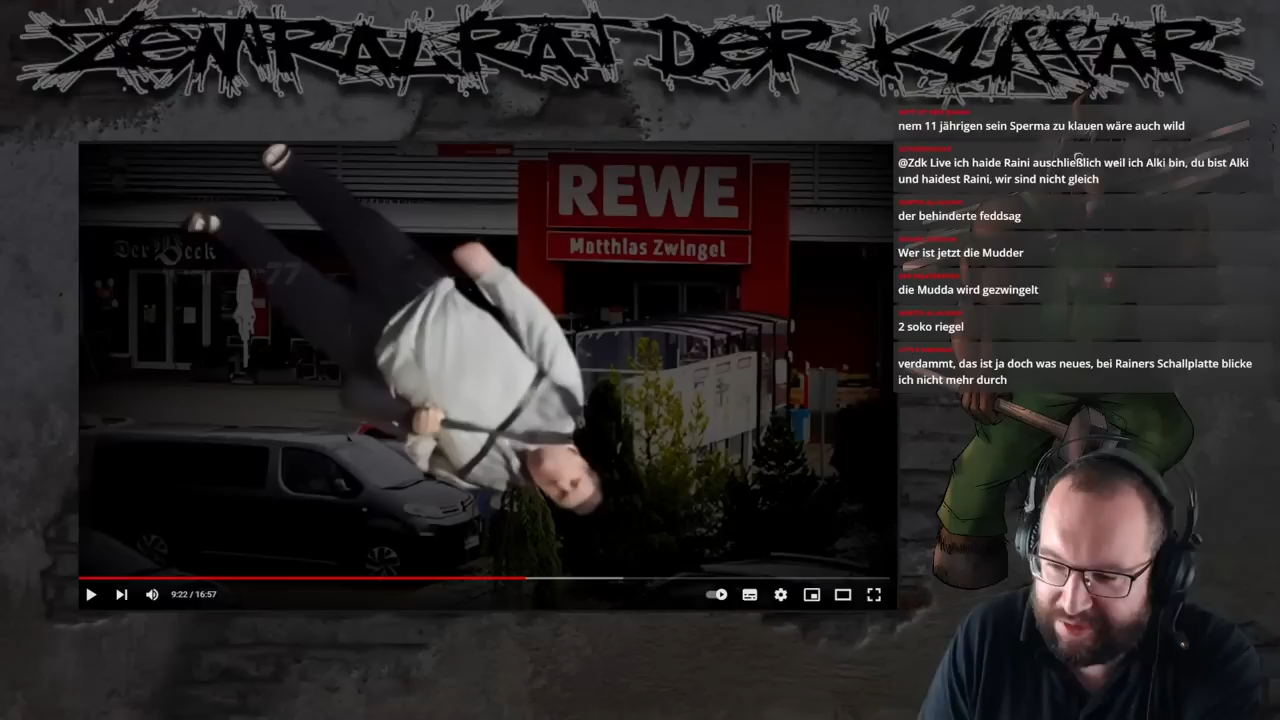 ZENTRALRAT DER KUFFAR
nem 11 jährigen sein Sperma zu klauen wäre auch wild
@Zdk Live ich haide Raini auschließlich weil ich Alki bin, du bist Alki
und haidest Raini, wir sind nicht gleich
der behinderte feddsag
Wer ist jetzt die Mudder
die Mudda wird gezwingelt
2 soko riegel
verdammt, das ist ja doch was neues, bei Rainers Schallplatte blicke
ich nicht mehr durch
REWE
Matthias Zwingel
Der Beck
77
9:22 / 16:57